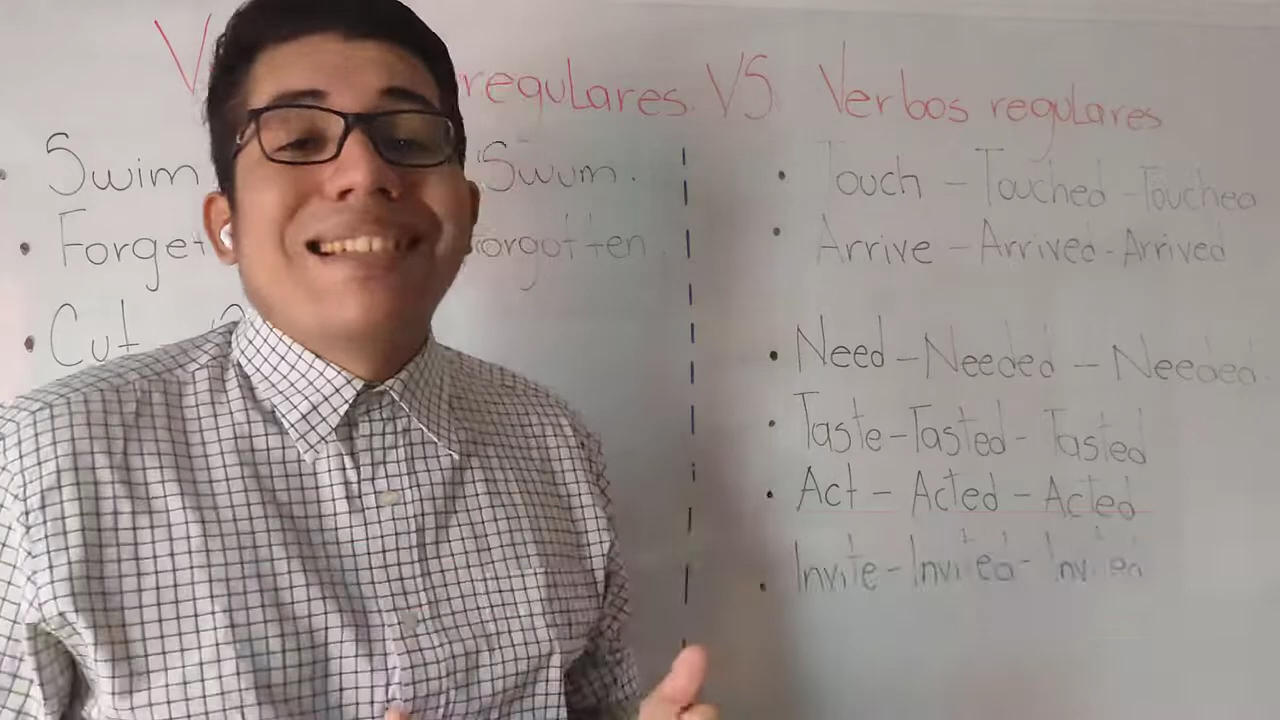 regulares VS Verbos regulares
Swim Swum.
Forget forgotten
Cut
Touch - Touched - Touched
Arrive - Arrived - Arrived
Need - Needed - Needed.
Taste - Tasted - Tasted
Act - Acted - Acted
Invite - Invited - Invited